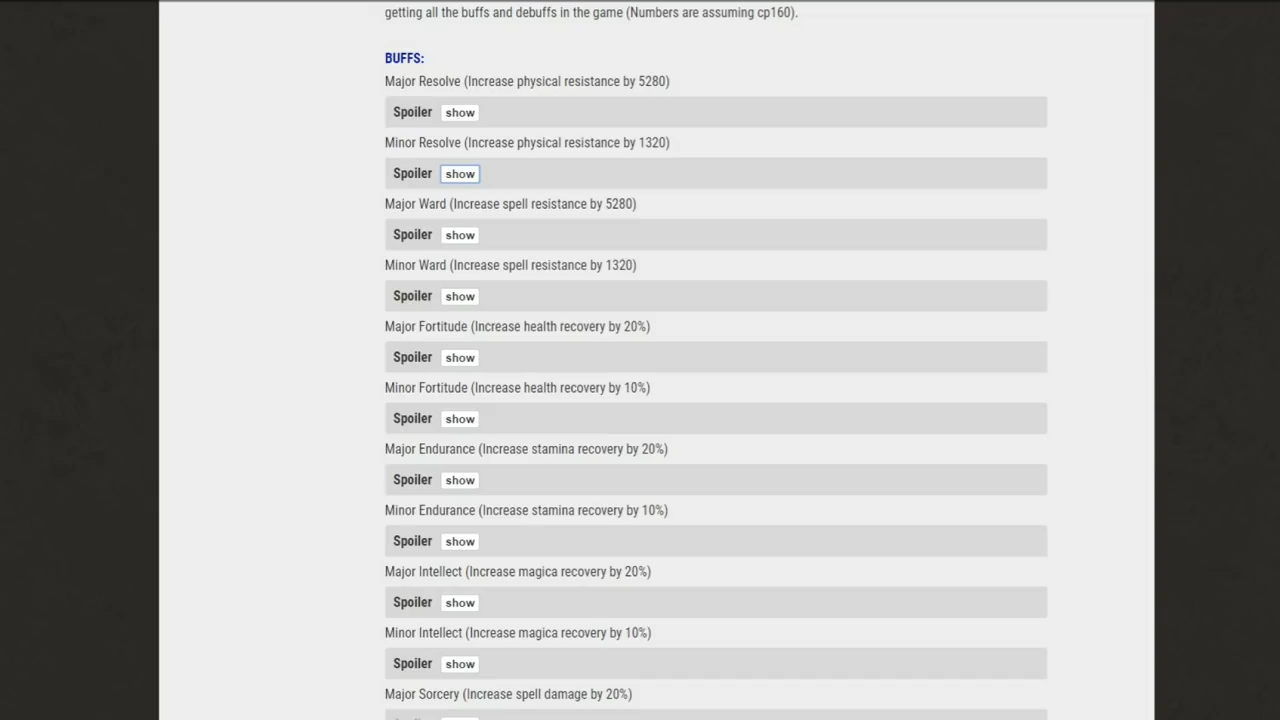 getting all the buffs and debuffs in the game (Numbers are assuming cp160).
BUFFS:
Major Resolve (Increase physical resistance by 5280)
Spoiler show
Minor Resolve (Increase physical resistance by 1320)
Spoiler show
Major Ward (Increase spell resistance by 5280)
Spoiler show
Minor Ward (Increase spell resistance by 1320)
Spoiler show
Major Fortitude (Increase health recovery by 20%)
Spoiler show
Minor Fortitude (Increase health recovery by 10%)
Spoiler show
Major Endurance (Increase stamina recovery by 20%)
Spoiler show
Minor Endurance (Increase stamina recovery by 10%)
Spoiler show
Major Intellect (Increase magica recovery by 20%)
Spoiler show
Minor Intellect (Increase magica recovery by 10%)
Spoiler show
Major Sorcery (Increase spell damage by 20%)